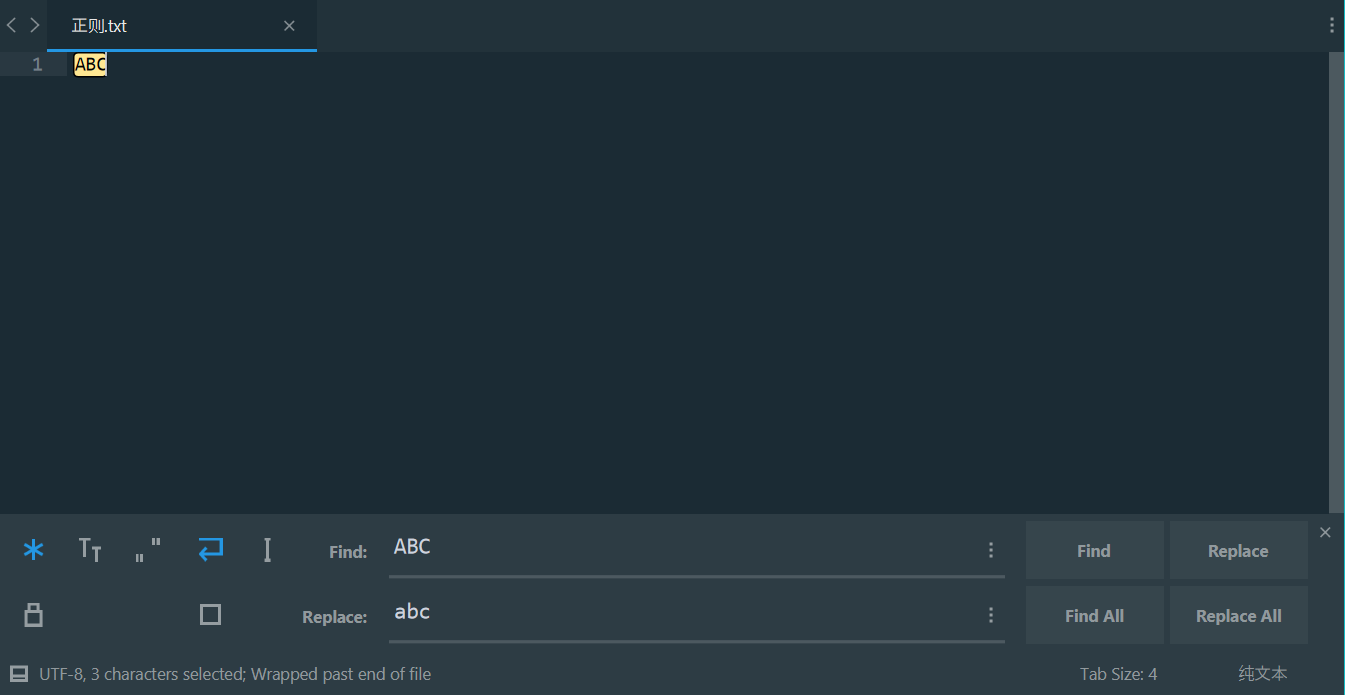 正则.txt
1 ABC
Find: ABC Find Replace
Replace: abc Find All Replace All
UTF-8, 3 characters selected; Wrapped past end of file Tab Size: 4 纯文本